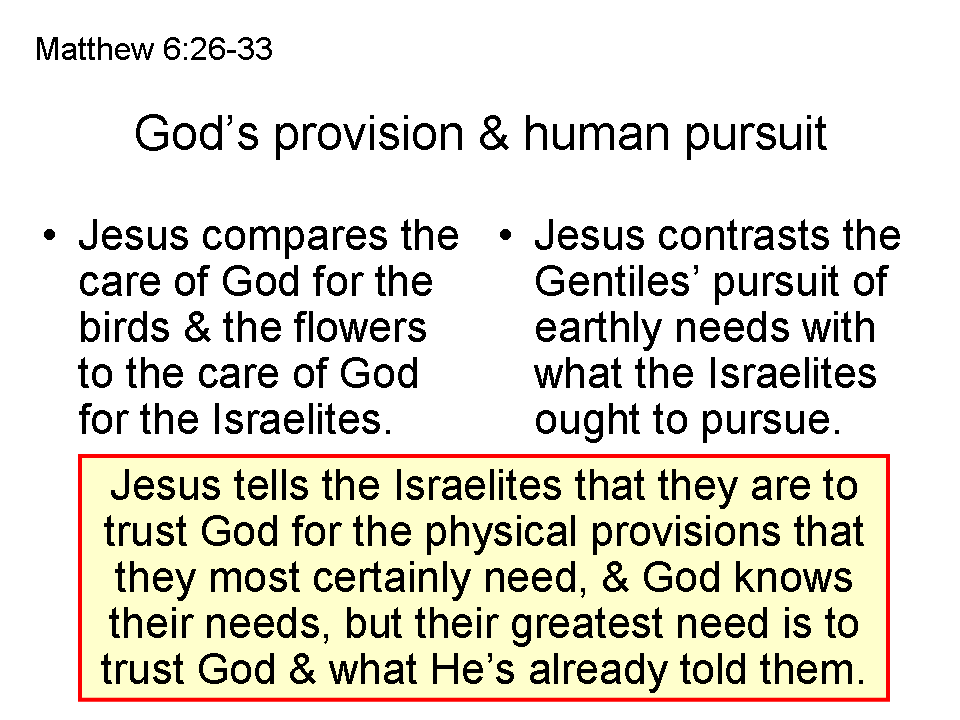 Matthew 6:26-33
God’s provision & human pursuit
• Jesus compares the
care of God for the
birds & the flowers
to the care of God
for the Israelites.
• Jesus contrasts the
Gentiles’ pursuit of
earthly needs with
what the Israelites
ought to pursue.
Jesus tells the Israelites that they are to
trust God for the physical provisions that
they most certainly need, & God knows
their needs, but their greatest need is to
trust God & what He’s already told them.